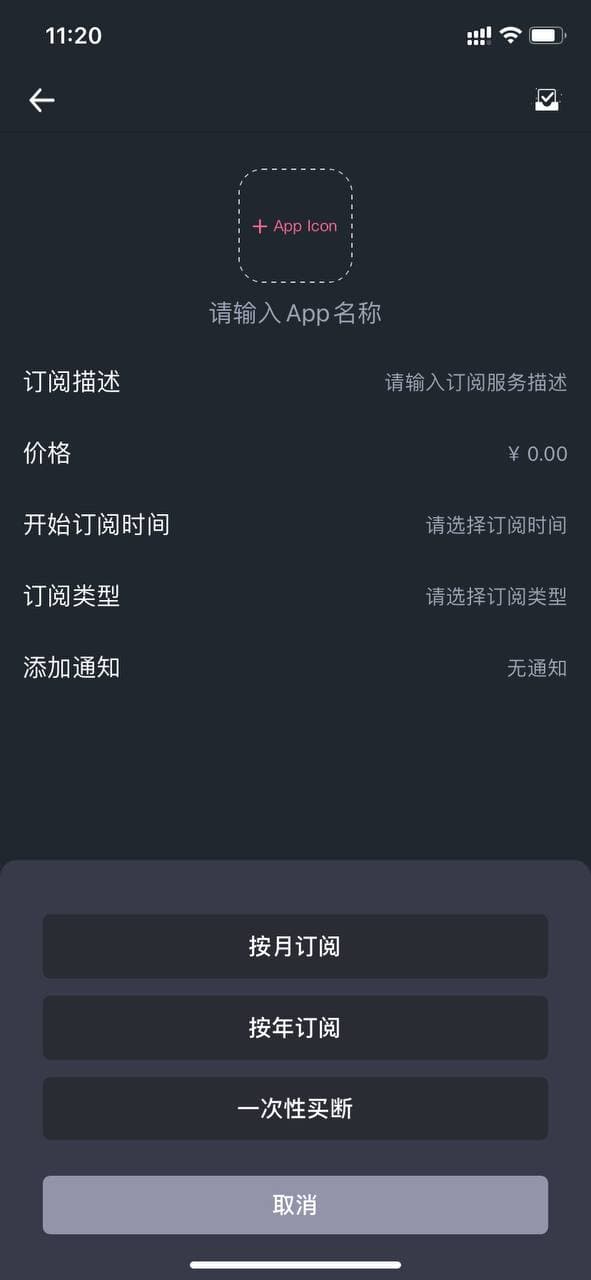 11:20
+ App Icon
请输入 App 名称
订阅描述 请输入订阅服务描述
价格 ¥ 0.00
开始订阅时间 请选择订阅时间
订阅类型 请选择订阅类型
添加通知 无通知
按月订阅
按年订阅
一次性买断
取消